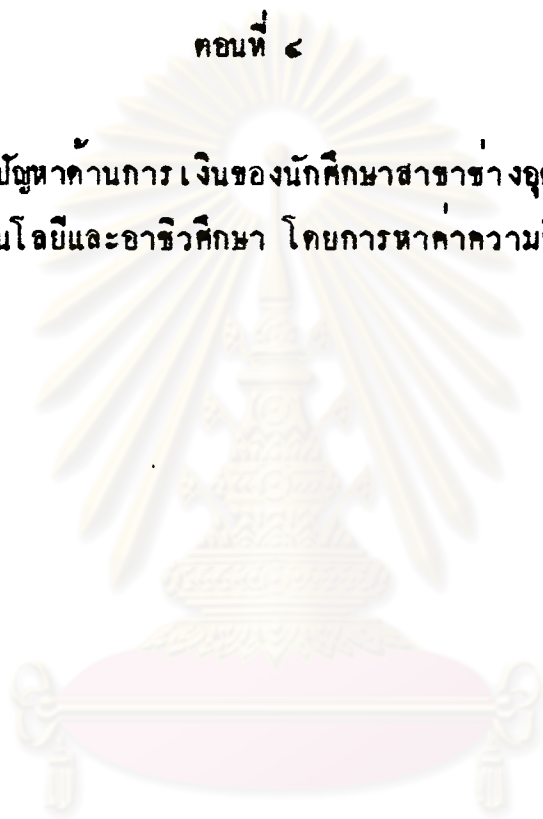 ตอนที่ ๔
ปัญหาด้านการเงินของนักศึกษาสาขาช่างอุ
นโลยีและอาชีวศึกษา โดยการหาค่าความ